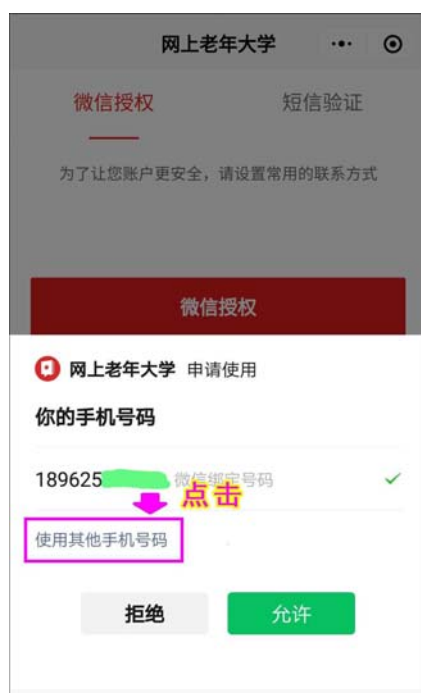 网上老年大学
微信授权 短信验证
为了让您账户更安全，请设置常用的联系方式
微信授权
网上老年大学 申请使用
你的手机号码
189625 微信绑定号码
点击
使用其他手机号码
拒绝 允许